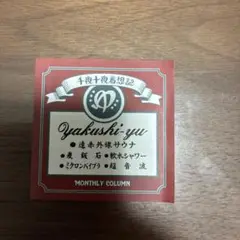 Yakushi-yu
●遠赤外線サウナ
●麦飯石●軟水シャワー
●ミクロンバイブラ●超音波
MONTHLY COLUMN